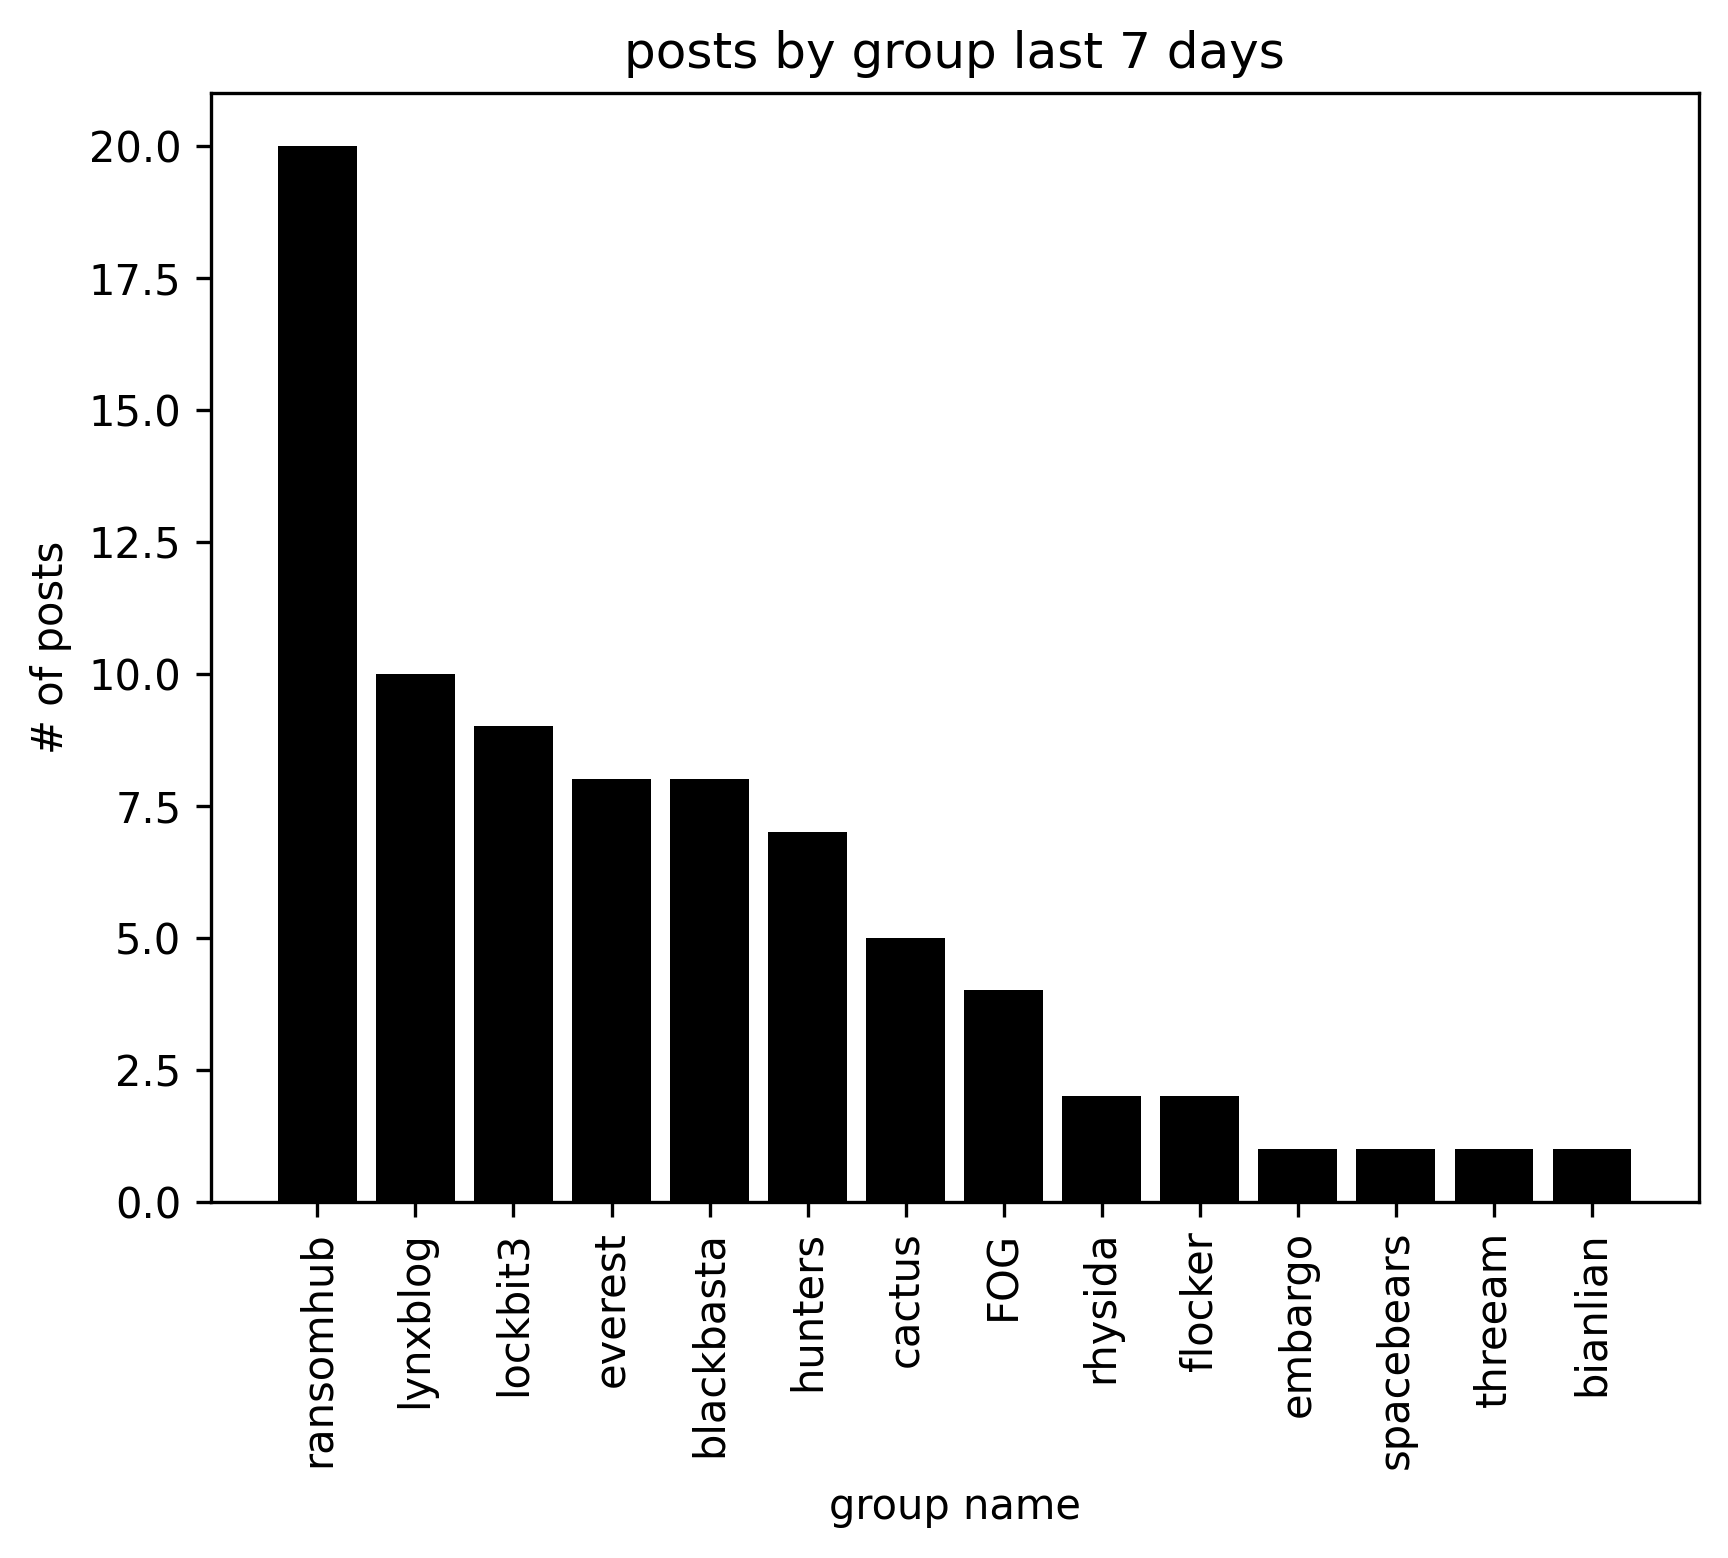 posts by group last 7 days
# of posts
20.0
17.5
15.0
12.5
10.0
7.5
5.0
2.5
0.0
ransomhub
lynxblog
lockbit3
everest
blackbasta
hunters
cactus
FOG
rhysida
flocker
embargo
spacebears
threeam
bianlian
group name